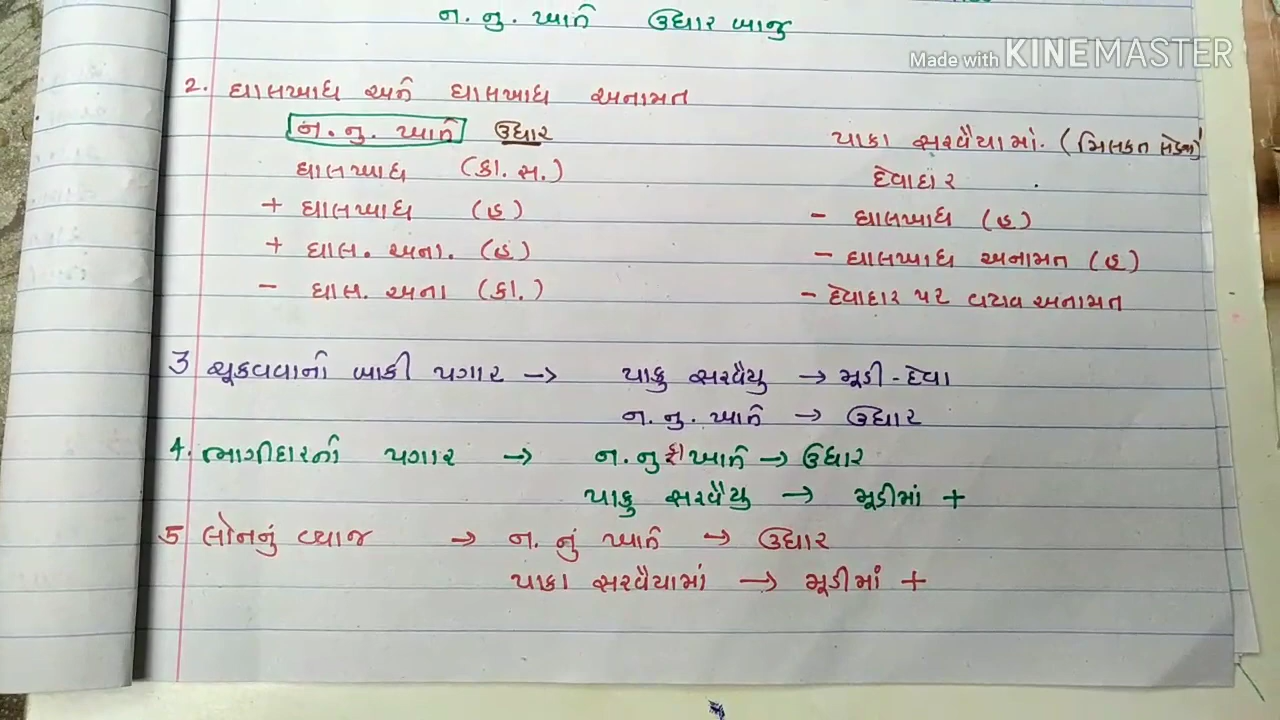 ન. નુ. ખાતે ઉધાર બાજુ
Made with KINEMASTER
2. ઘાલખાધ અને ઘાલખાધ અનામત
ન. નુ. ખાતે ઉધાર
પાકા સરવૈયામાં. (મિલકત લેણાં)
ઘાલખાધ (કા. સ.)
દેવાદાર
+ ઘાલખાધ (હ)
- ઘાલખાધ (હ)
+ ઘાલ. અના. (હ)
- ઘાલખાધ અનામત (હ)
- ઘાલ. અના (કા.)
- દેવાદાર પર વટાવ અનામત
3 ચૂકવવાનો બાકી પગાર → પાકુ સરવૈયુ → મૂડી - દેવા
ન. નુ. ખાતે → ઉધાર
4. ભાગીદારનો પગાર → ન. નુ ફાં ખાતે → ઉધાર
પાકુ સરવૈયુ → મૂડીમાં +
5 લોનનું વ્યાજ → ન. નું ખાતે → ઉધાર
પાકા સરવૈયામાં → મૂડીમાં +